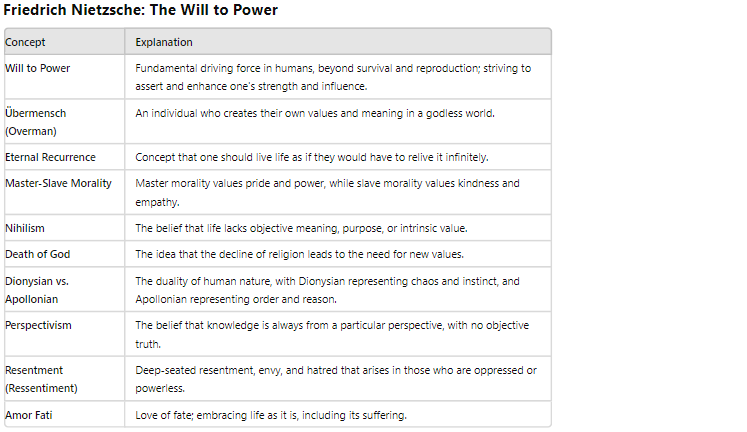 Friedrich Nietzsche: The Will to Power
Concept Explanation
Will to Power Fundamental driving force in humans, beyond survival and reproduction; striving to
assert and enhance one's strength and influence.
Übermensch An individual who creates their own values and meaning in a godless world.
(Overman)
Eternal Recurrence Concept that one should live life as if they would have to relive it infinitely.
Master-Slave Morality Master morality values pride and power, while slave morality values kindness and
empathy.
Nihilism The belief that life lacks objective meaning, purpose, or intrinsic value.
Death of God The idea that the decline of religion leads to the need for new values.
Dionysian vs. The duality of human nature, with Dionysian representing chaos and instinct, and
Apollonian Apollonian representing order and reason.
Perspectivism The belief that knowledge is always from a particular perspective, with no objective
truth.
Resentment Deep-seated resentment, envy, and hatred that arises in those who are oppressed or
(Ressentiment) powerless.
Amor Fati Love of fate; embracing life as it is, including its suffering.